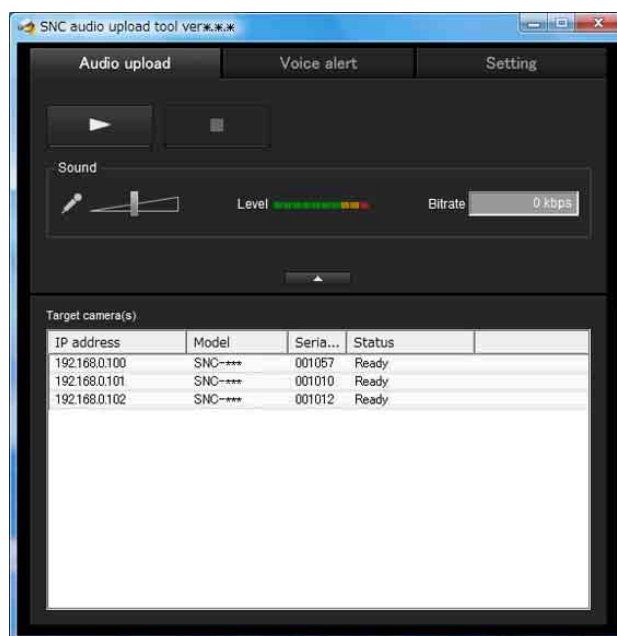 SNC audio upload tool ver*.*.*
Audio upload Voice alert Setting
Sound
Level Bitrate 0 kbps
Target camera(s)
IP address Model Seria... Status
192.168.0.100 SNC-*** 001057 Ready
192.168.0.101 SNC-*** 001010 Ready
192.168.0.102 SNC-*** 001012 Ready